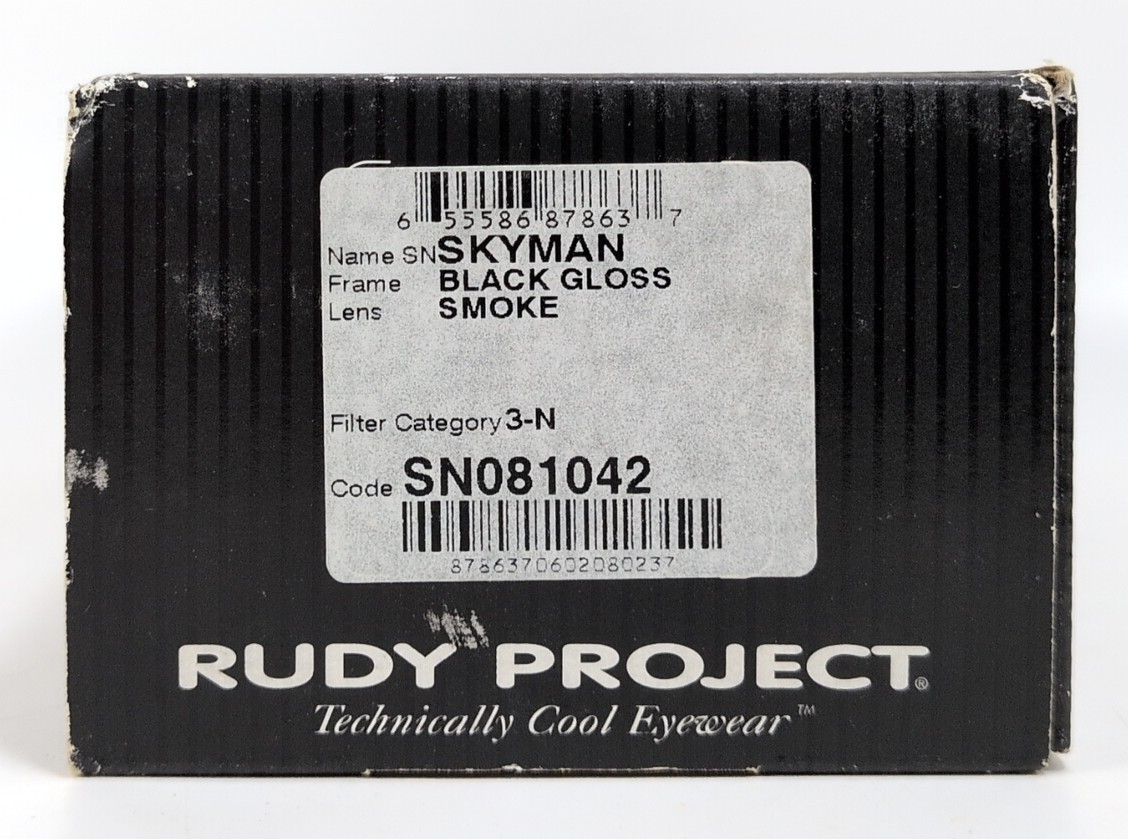 6 55586 87863 7
Name SN SKYMAN
Frame BLACK GLOSS
Lens SMOKE
Filter Category 3-N
Code SN081042
8786370602080237
RUDY PROJECT®
Technically Cool Eyewear™